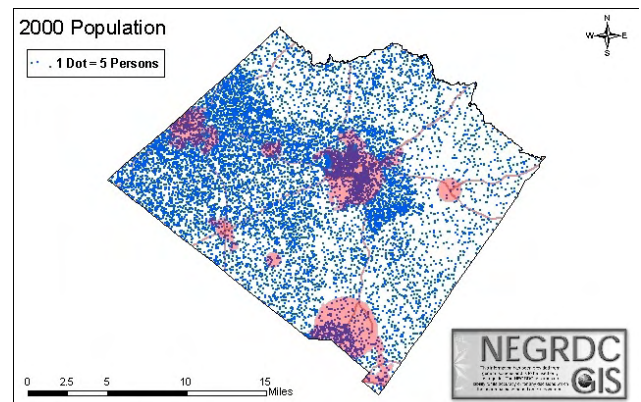 2000 Population
1 Dot = 5 Persons
N
W E
S
0 2.5 5 10 15
Miles
NEGRDC
GIS